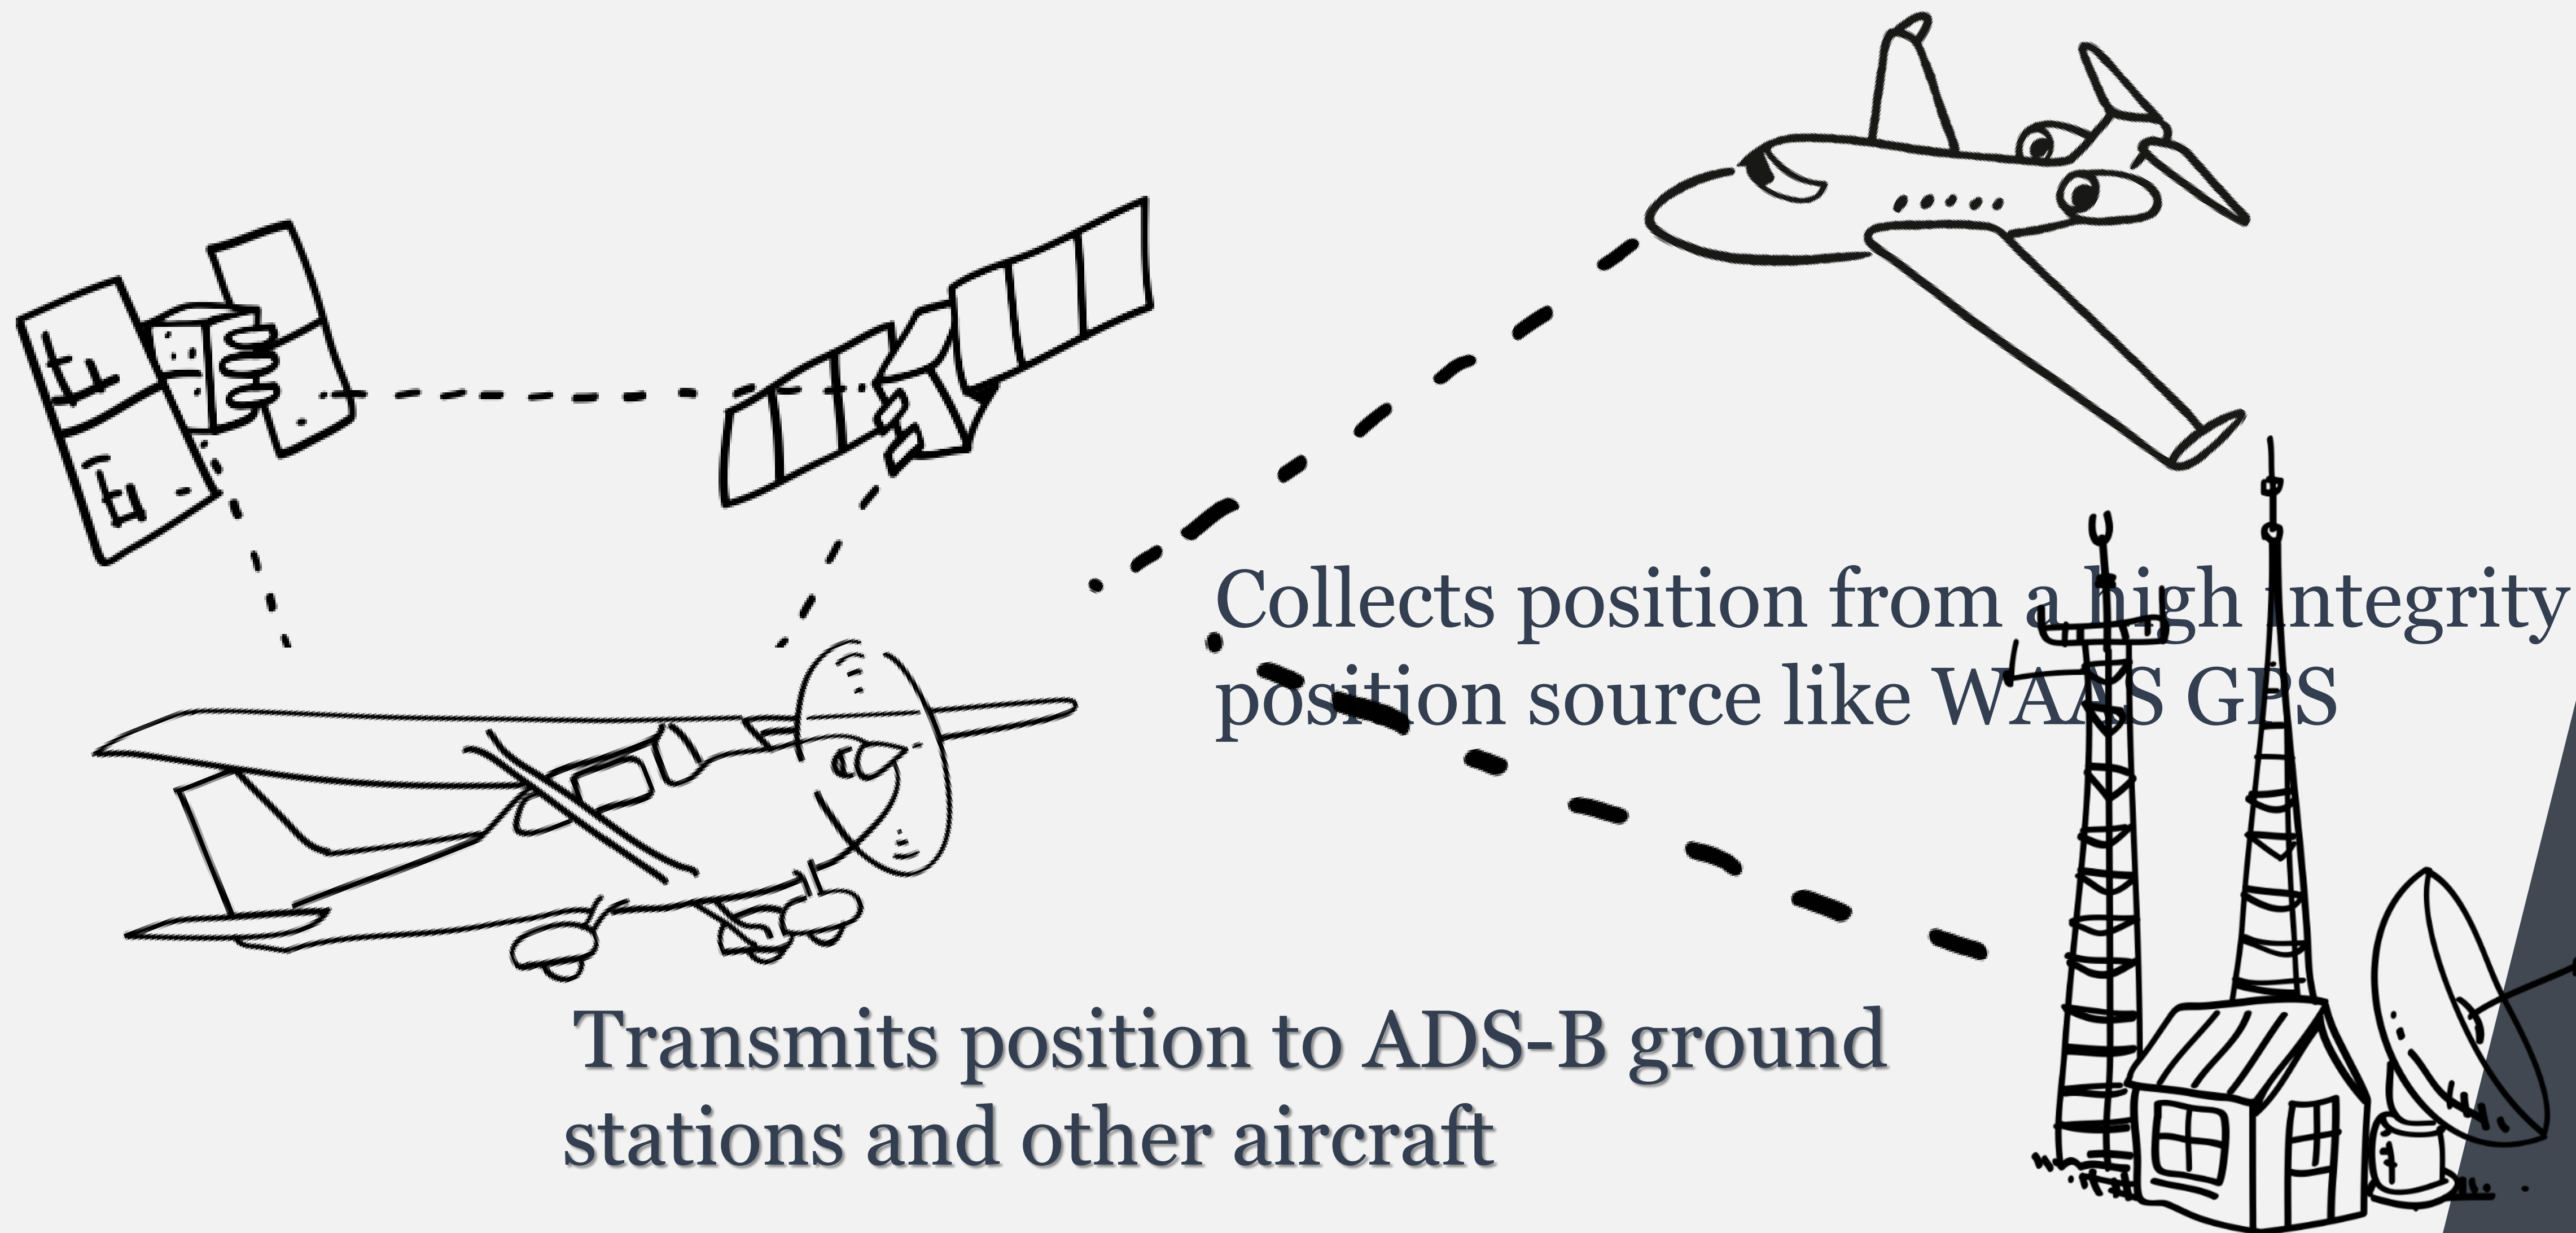 Collects position from a high integrity
position source like WAAS GPS
Transmits position to ADS-B ground
stations and other aircraft